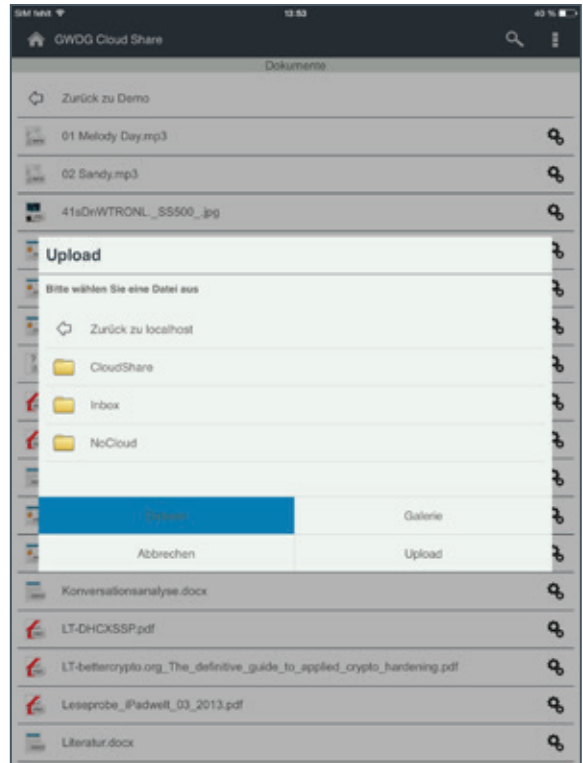 SIM fehlt 13:53 40 %
GWDG Cloud Share
Dokumente
Zurück zu Demo
01 Melody Day.mp3
02 Sandy.mp3
41sDnWTRONL._SS500_.jpg
Upload
Bitte wählen Sie eine Datei aus
Zurück zu localhost
CloudShare
Inbox
NoCloud
Galerie
Abbrechen Upload
Konversationsanalyse.docx
LT-DHCXSSP.pdf
LT-bettercrypto.org_The_definitive_guide_to_applied_crypto_hardening.pdf
Leseprobe_iPadwelt_03_2013.pdf
Literatur.docx